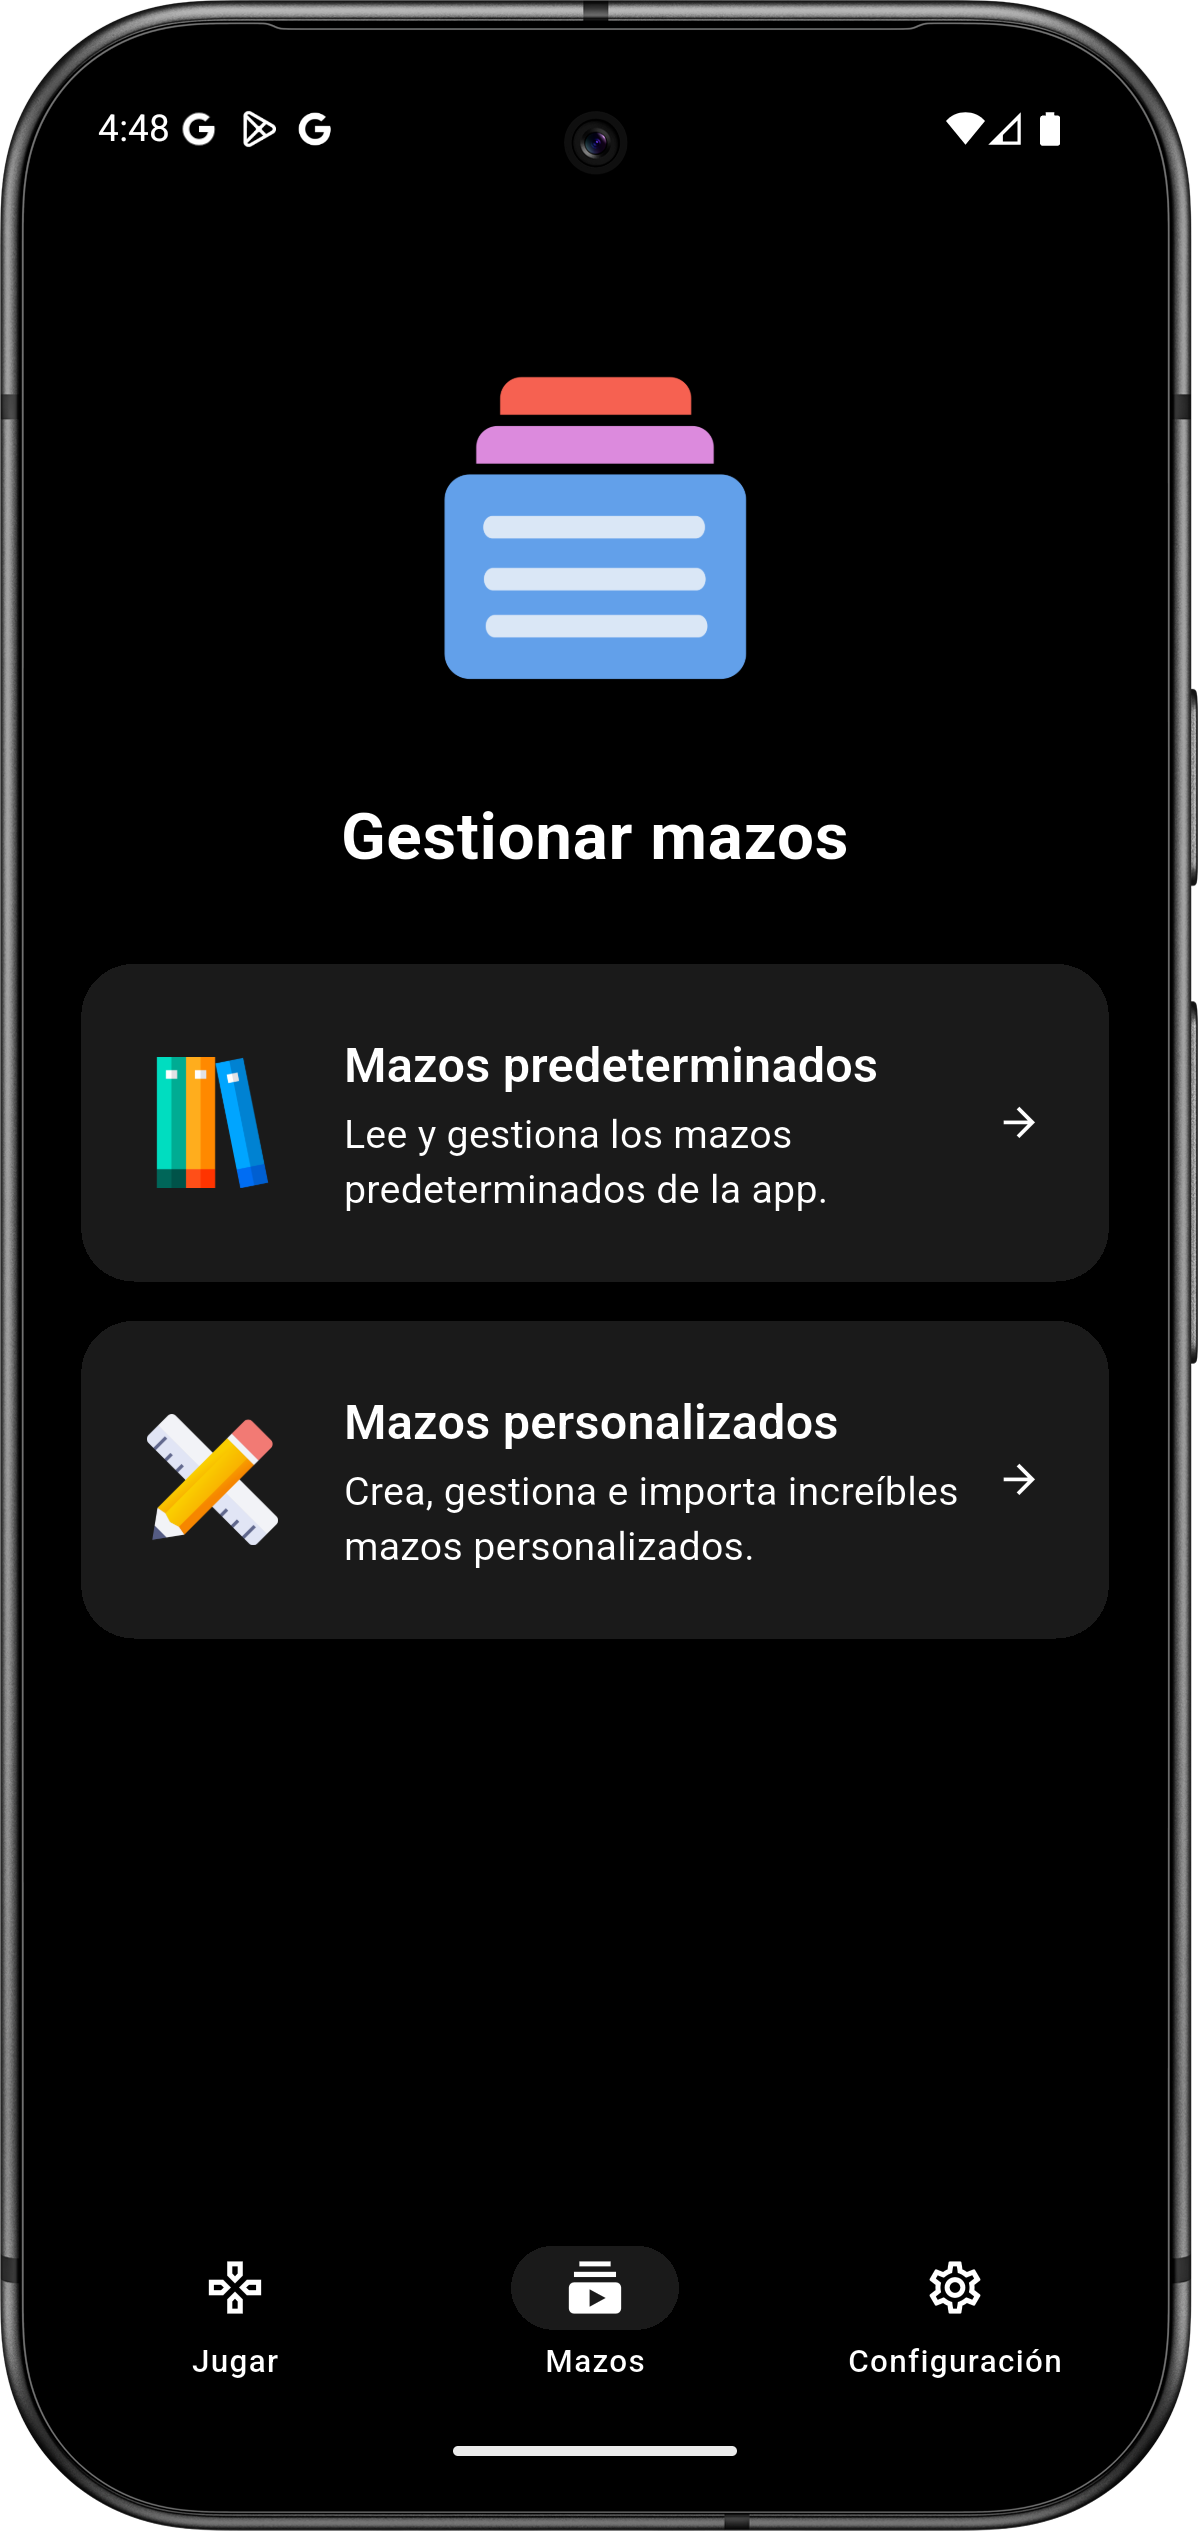 4:48
Gestionar mazos
Mazos predeterminados
Lee y gestiona los mazos
predeterminados de la app.
Mazos personalizados
Crea, gestiona e importa increíbles
mazos personalizados.
Jugar
Mazos
Configuración